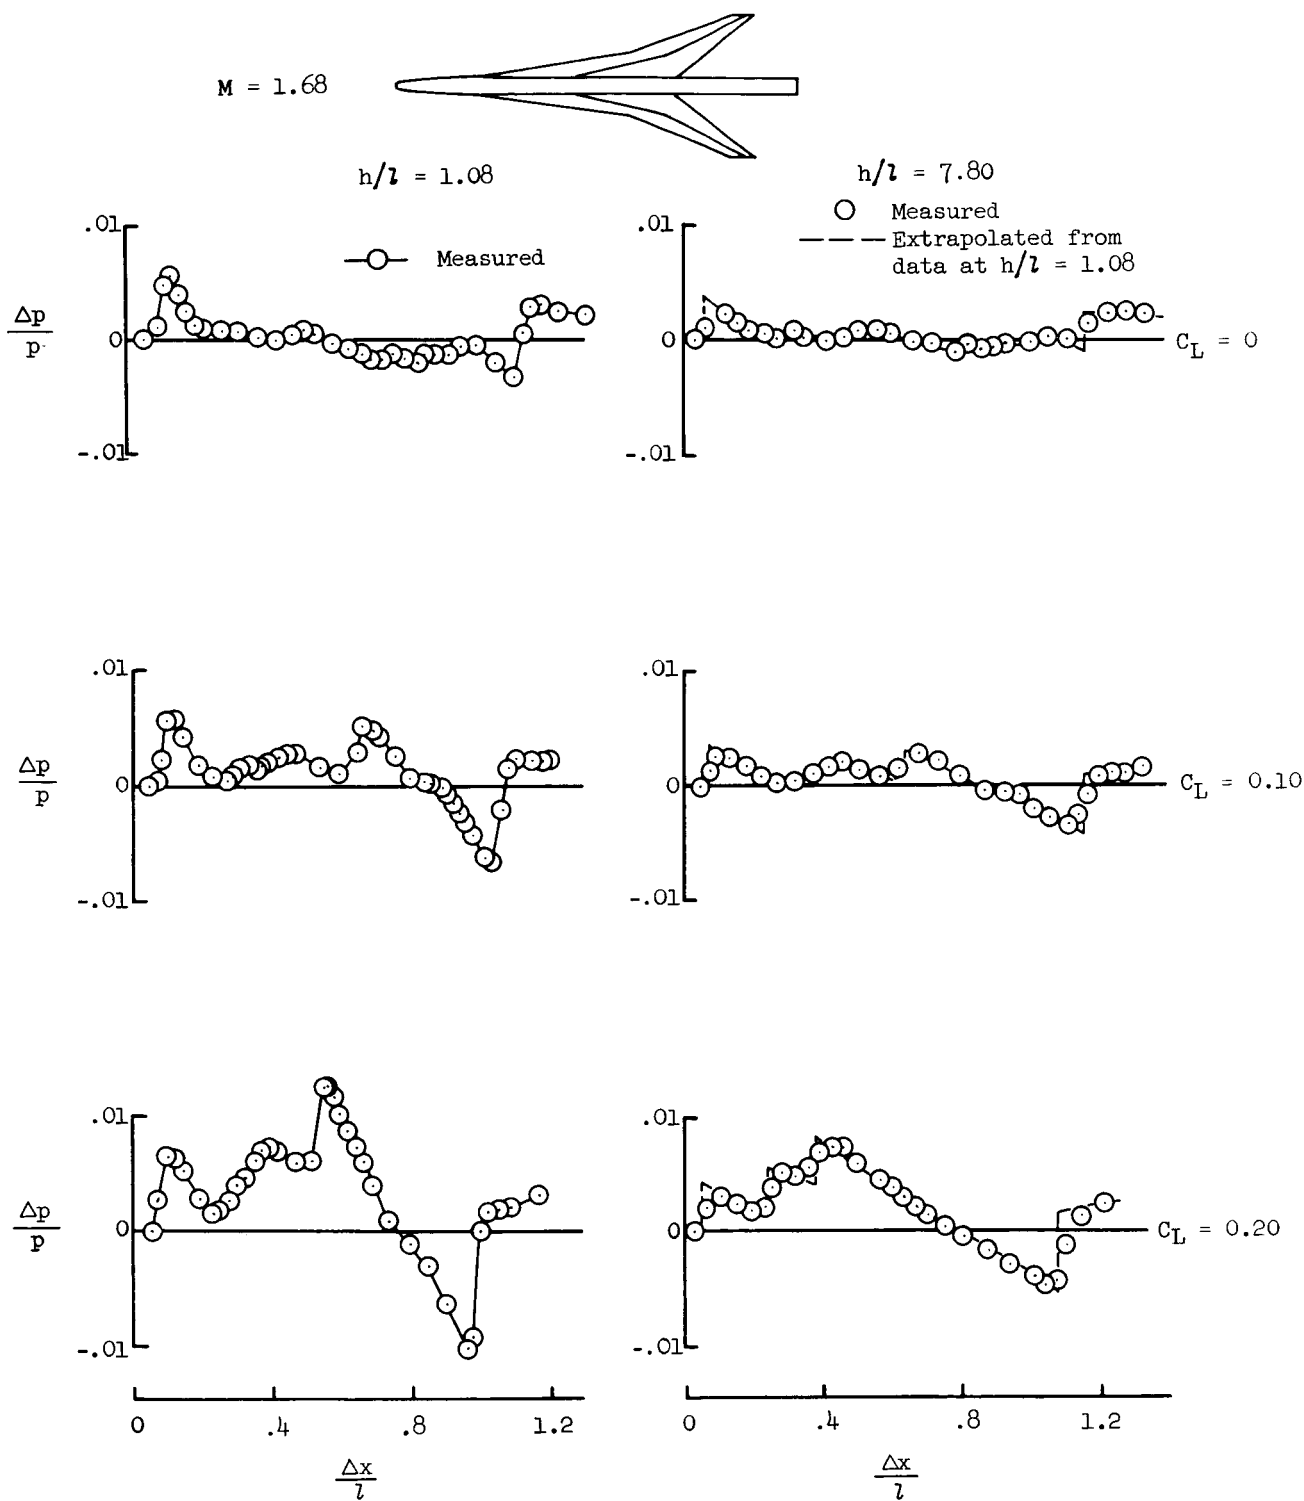 M = 1.68
h/l = 1.08
h/l = 7.80
Measured
Extrapolated from
data at h/l = 1.08
Measured
.01
0
-.01
Δp
p
.01
0
-.01
C_L = 0
.01
0
-.01
Δp
p
.01
0
-.01
C_L = 0.10
.01
0
-.01
Δp
p
.01
0
-.01
C_L = 0.20
0 .4 .8 1.2
Δx
l
0 .4 .8 1.2
Δx
l